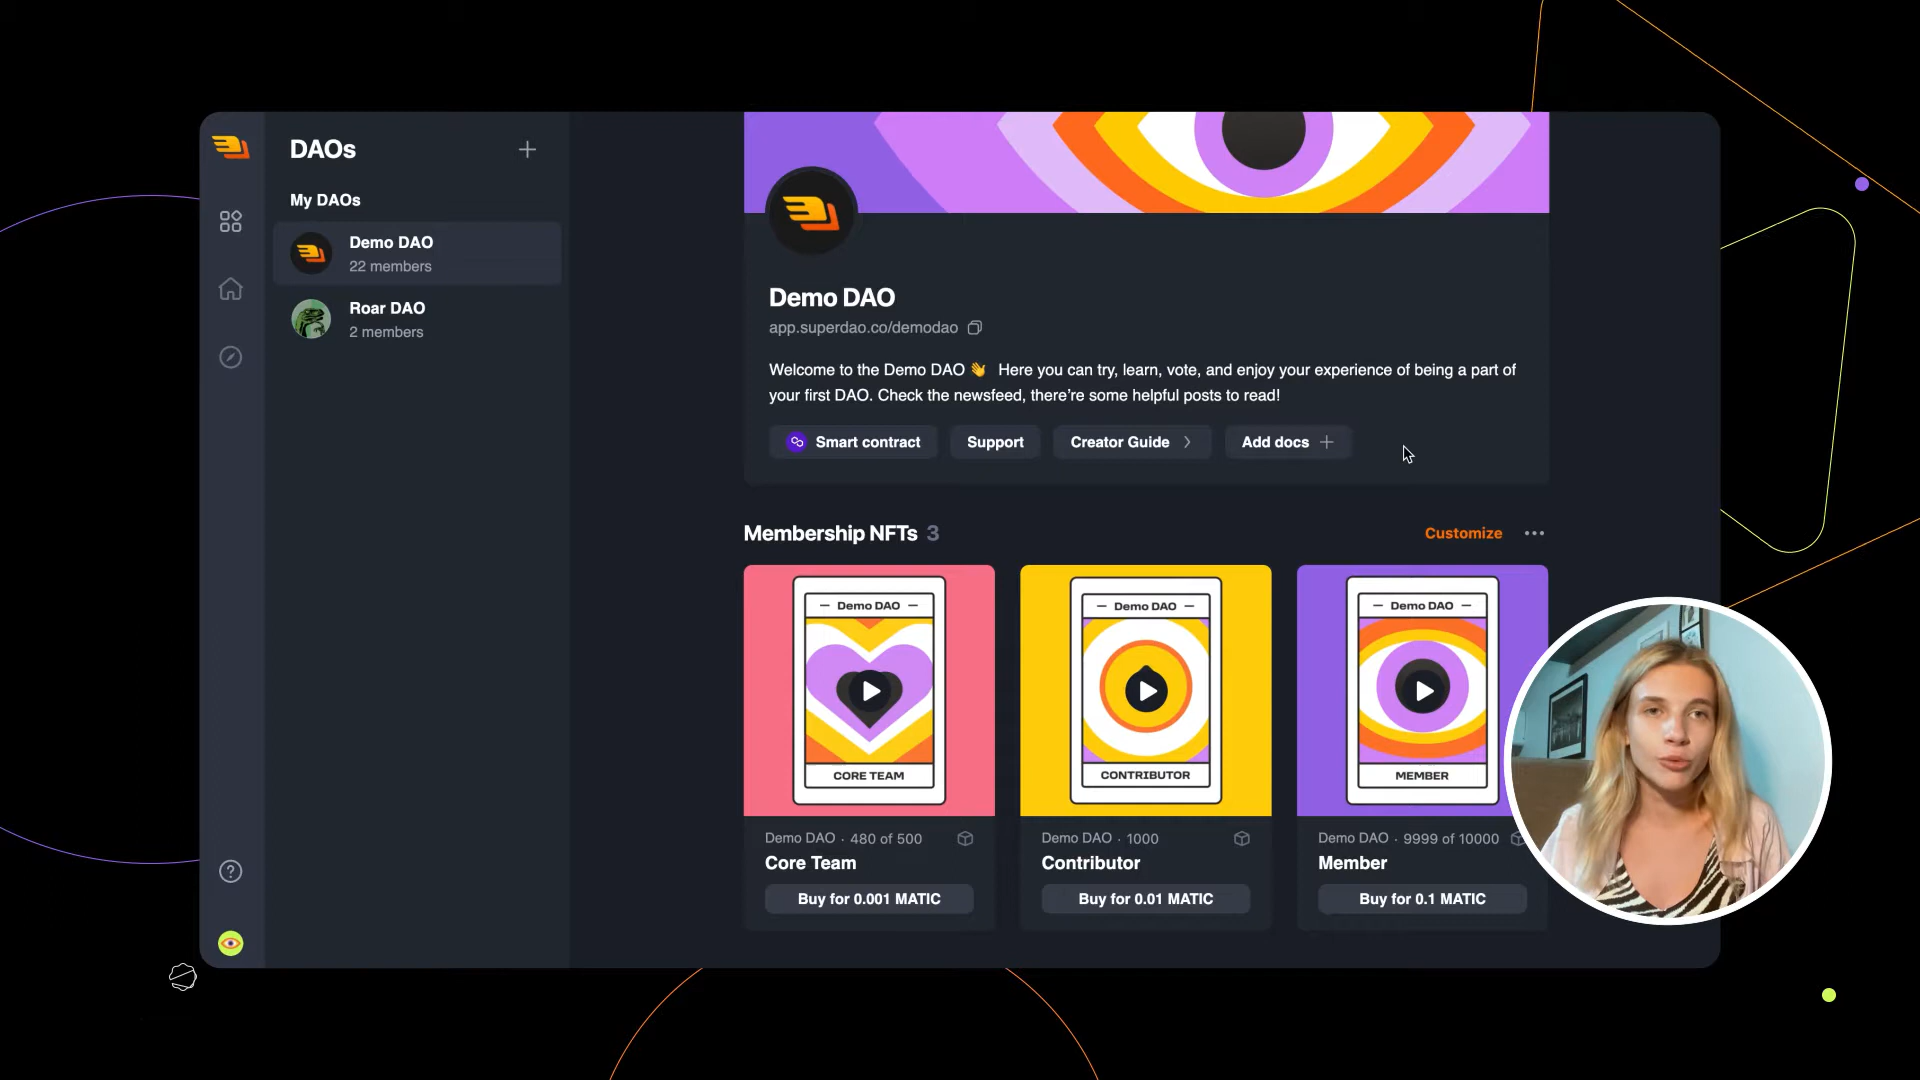 DAOs
My DAOs
Demo DAO
22 members
Roar DAO
2 members
Demo DAO
app.superdao.co/demodao
Welcome to the Demo DAO 👋 Here you can try, learn, vote, and enjoy your experience of being a part of
your first DAO. Check the newsfeed, there’re some helpful posts to read!
Smart contract
Support
Creator Guide
Add docs
Membership NFTs 3
Customize
Demo DAO
CORE TEAM
Demo DAO · 480 of 500
Core Team
Buy for 0.001 MATIC
Demo DAO
CONTRIBUTOR
Demo DAO · 1000
Contributor
Buy for 0.01 MATIC
Demo DAO
MEMBER
Demo DAO · 9999 of 10000
Member
Buy for 0.1 MATIC